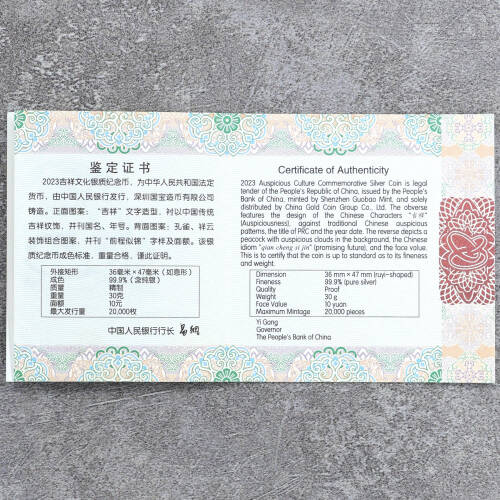 鉴定证书
2023吉祥文化银质纪念币，为中华人民共和国法定
货币，由中国人民银行发行，深圳国宝造币有限公司
铸造。正面图案：“吉祥”文字造型，衬以中国传统
吉祥纹饰，并刊国名、年号。背面图案：孔雀、祥云
装饰组合图案，并刊“前程似锦”字样及面额。该银
质纪念币成色标准，重量合格，谨此证明。
外接矩形 36毫米×47毫米（如意形）
成色 99.9%（含纯银）
质量 精制
重量 30克
面额 10元
最大发行量 20,000枚
中国人民银行行长 易纲
Certificate of Authenticity
2023 Auspicious Culture Commemorative Silver Coin is legal
tender of the People's Republic of China, issued by the People's
Bank of China, minted by Shenzhen Guobao Mint, and solely
distributed by China Gold Coin Group Co., Ltd. The obverse
features the design of the Chinese Characters "吉祥"
(Auspiciousness), against traditional Chinese auspicious
patterns, the title of PRC and the year date. The reverse depicts a
peacock with auspicious clouds in the background, the Chinese
idiom "qian cheng si jin" (promising future), and the face value.
This is to certify that the coin is up to standard as to its fineness
and weight.
Dimension 36 mm × 47 mm (ruyi-shaped)
Fineness 99.9% (pure silver)
Quality Proof
Weight 30 g
Face Value 10 yuan
Maximum Mintage 20,000 pieces
Yi Gang
Governor
The People's Bank of China